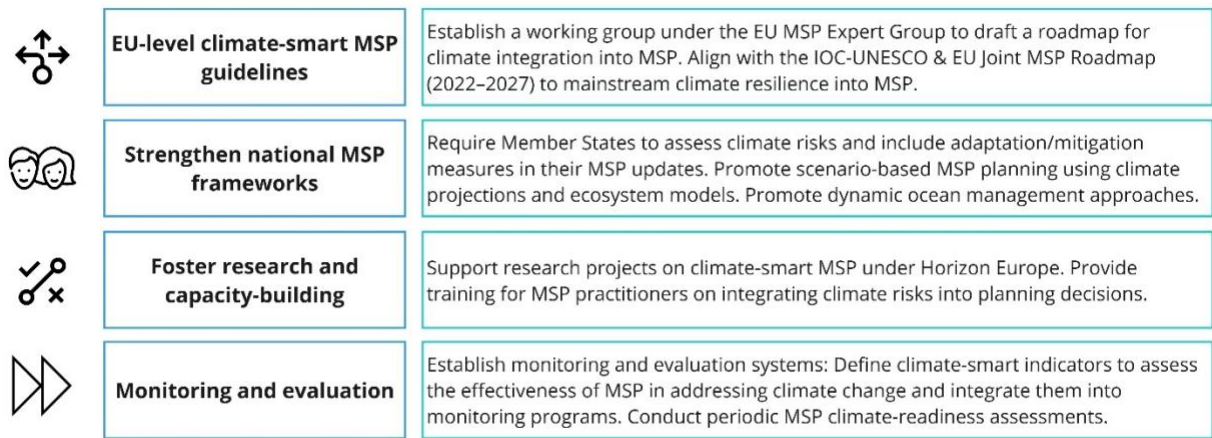 EU-level climate-smart MSP
guidelines
Establish a working group under the EU MSP Expert Group to draft a roadmap for
climate integration into MSP. Align with the IOC-UNESCO & EU Joint MSP Roadmap
(2022–2027) to mainstream climate resilience into MSP.
Strengthen national MSP
frameworks
Require Member States to assess climate risks and include adaptation/mitigation
measures in their MSP updates. Promote scenario-based MSP planning using climate
projections and ecosystem models. Promote dynamic ocean management approaches.
Foster research and
capacity-building
Support research projects on climate-smart MSP under Horizon Europe. Provide
training for MSP practitioners on integrating climate risks into planning decisions.
Monitoring and evaluation
Establish monitoring and evaluation systems: Define climate-smart indicators to assess
the effectiveness of MSP in addressing climate change and integrate them into
monitoring programs. Conduct periodic MSP climate-readiness assessments.